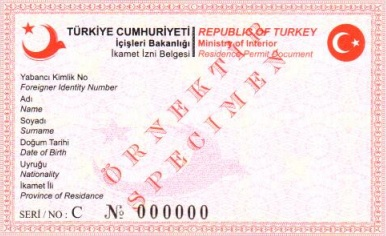 TÜRKİYE CUMHURİYETİ
İçişleri Bakanlığı
İkamet İzni Belgesi
REPUBLIC OF TURKEY
Ministry of Interior
Residence Permit Document
Yabancı Kimlik No
Foreigner Identity Number
Adı
Name
Soyadı
Surname
Doğum Tarihi
Date of Birth
Uyruğu
Nationality
İkamet İli
Province of Residance
ÖRNEKTİR
SPECIMEN
SERİ / NO : C № 000000